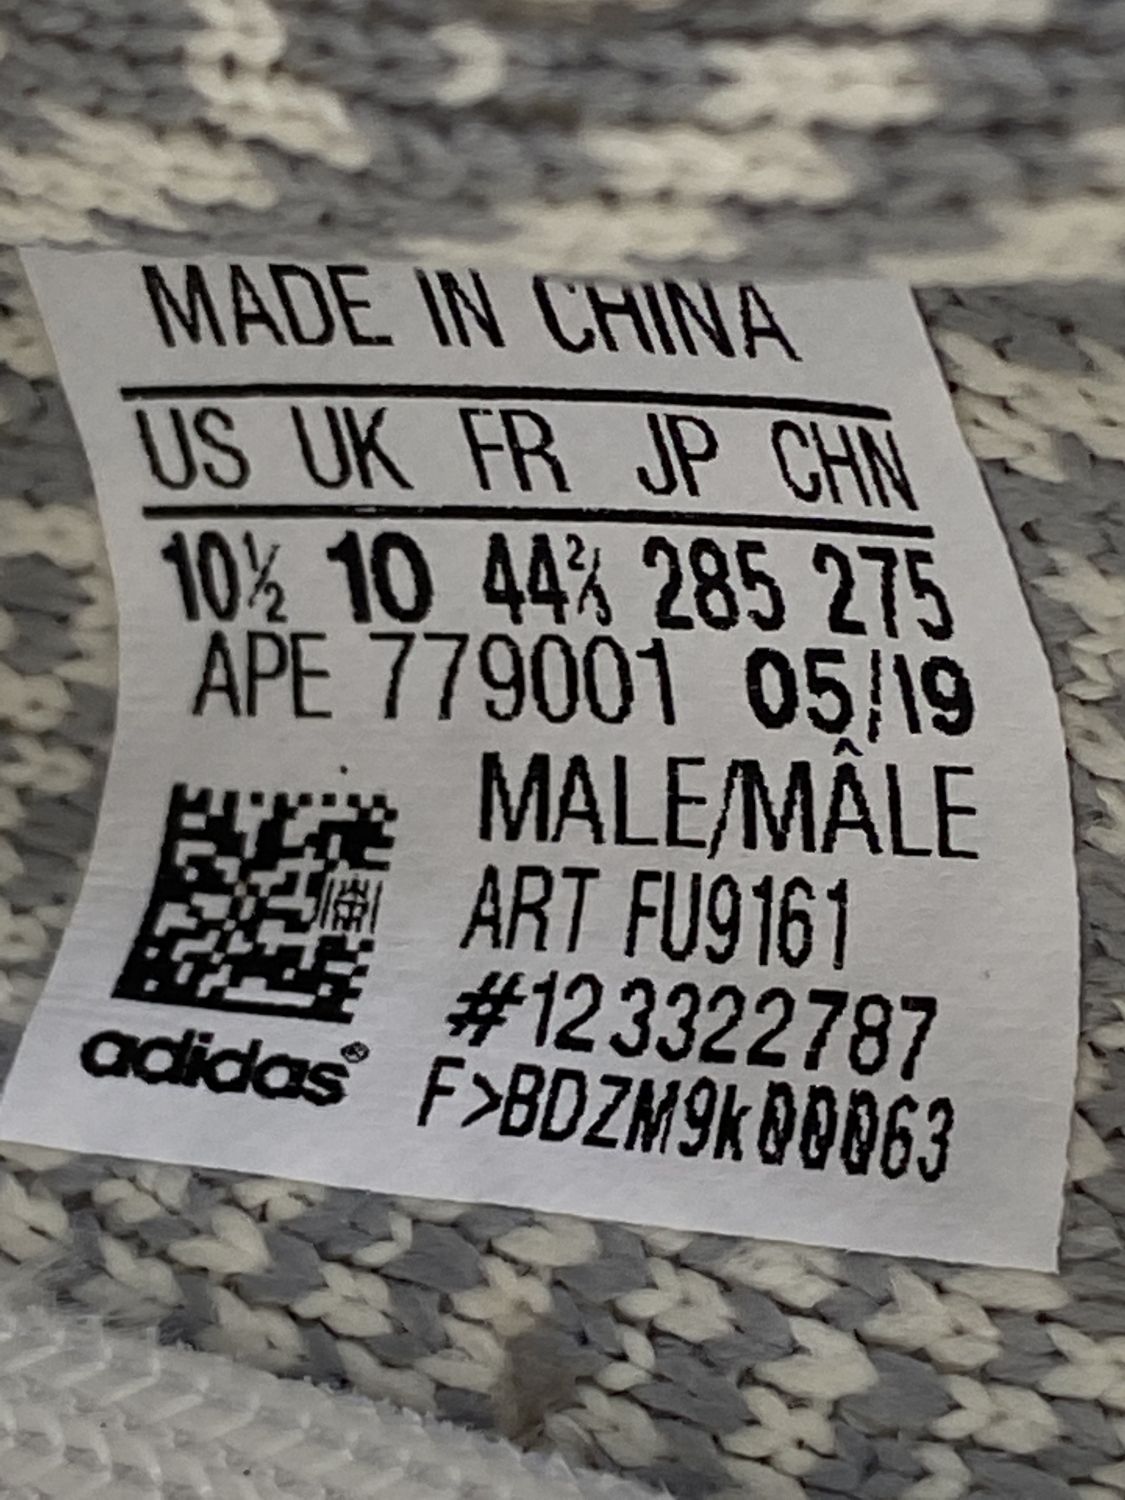 MADE IN CHINA
US UK FR JP CHN
10½ 10 44⅔ 285 275
APE 779001 05/19
MALE/MÂLE
ART FU9161
#123322787
F>BDZM9k00063
adidas®